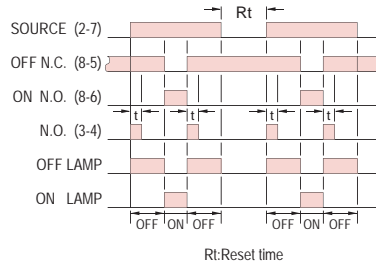 Rt
SOURCE (2-7)
OFF N.C. (8-5)
ON N.O. (8-6)
t t t t
N.O. (3-4)
OFF LAMP
ON LAMP
OFF ON OFF OFF ON OFF
Rt:Reset time